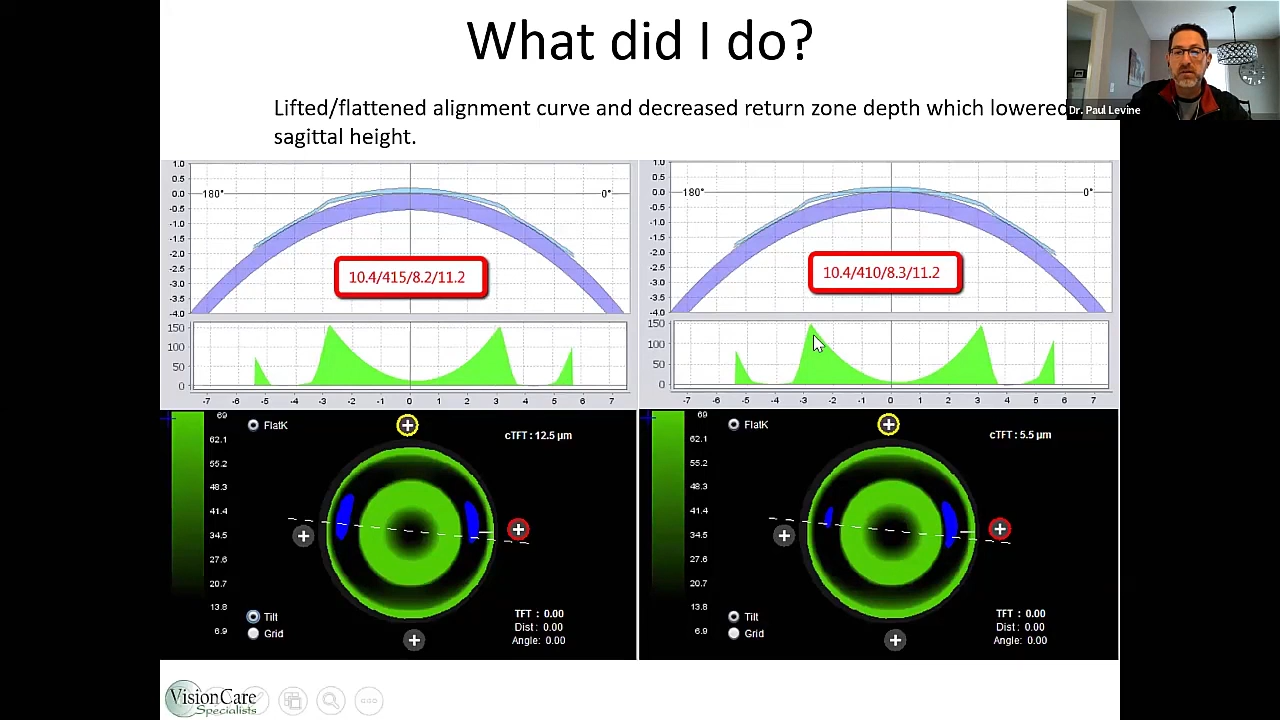 What did I do?
Lifted/flattened alignment curve and decreased return zone depth which lowered
sagittal height.
Dr. Paul Levine
1.0
0.5
0.0
-0.5
-1.0
-1.5
-2.0
-2.5
-3.0
-3.5
-4.0
180°
0°
10.4/415/8.2/11.2
150
100
50
0
-7 -6 -5 -4 -3 -2 -1 0 1 2 3 4 5 6 7
1.0
0.5
0.0
-0.5
-1.0
-1.5
-2.0
-2.5
-3.0
-3.5
-4.0
180°
0°
10.4/410/8.3/11.2
150
100
50
0
-7 -6 -5 -4 -3 -2 -1 0 1 2 3 4 5 6 7
69
62.1
55.2
48.3
41.4
34.5
27.6
20.7
13.8
6.9
FlatK
cTFT : 12.5 µm
Tilt
Grid
TFT : 0.00
Dist : 0.00
Angle: 0.00
69
62.1
55.2
48.3
41.4
34.5
27.6
20.7
13.8
6.9
FlatK
cTFT : 5.5 µm
Tilt
Grid
TFT : 0.00
Dist : 0.00
Angle: 0.00
VisionCare
Specialists